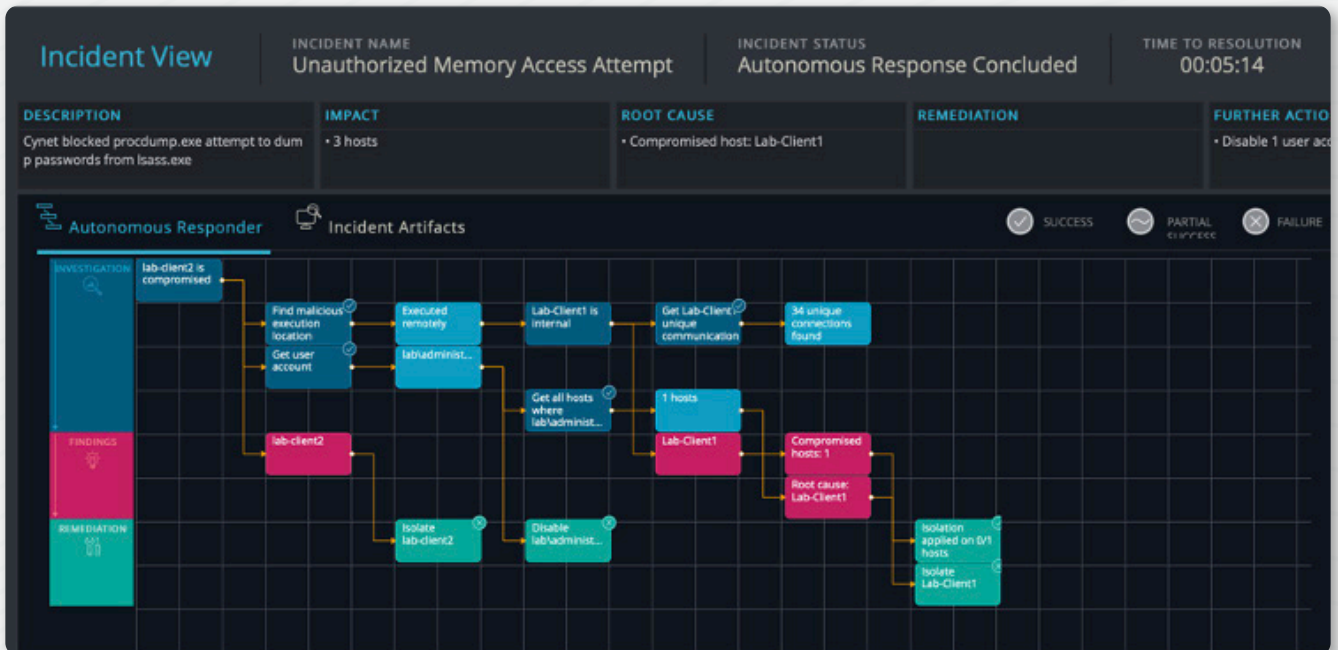 Incident View
INCIDENT NAME
Unauthorized Memory Access Attempt
INCIDENT STATUS
Autonomous Response Concluded
TIME TO RESOLUTION
00:05:14
DESCRIPTION
Cynet blocked procdump.exe attempt to dum
p passwords from lsass.exe
IMPACT
• 3 hosts
ROOT CAUSE
• Compromised host: Lab-Client1
REMEDIATION
FURTHER ACTIO
• Disable 1 user acc
Autonomous Responder
Incident Artifacts
SUCCESS
PARTIAL
SUCCESS
FAILURE
INVESTIGATION
lab-client2 is
compromised
Find malicious
execution
location
Executed
remotely
Lab-Client1 is
internal
Get Lab-Client
unique
communication
34 unique
connections
found
Get user
account
lab\administ...
Get all hosts
where
lab\administ...
1 hosts
FINDINGS
lab-client2
Lab-Client1
Compromised
hosts: 1
Root cause:
Lab-Client1
REMEDIATION
Isolate
lab-client2
Disable
lab\administ...
Isolation
applied on 0/1
hosts
Isolate
Lab-Client1